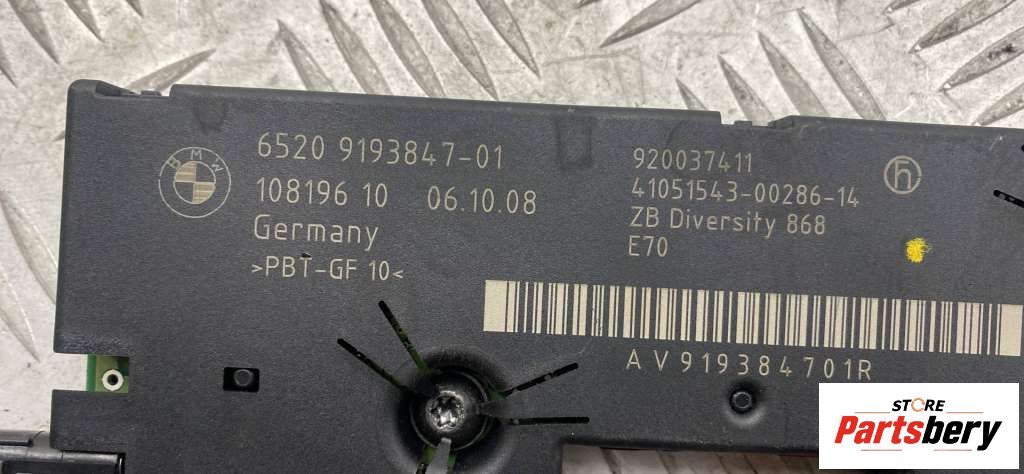 BMW
6520 9193847-01
108196 10 06.10.08
Germany
>PBT-GF 10<
920037411
41051543-00286-14
ZB Diversity 868
E70
AV919384701R
STORE
Partsbery